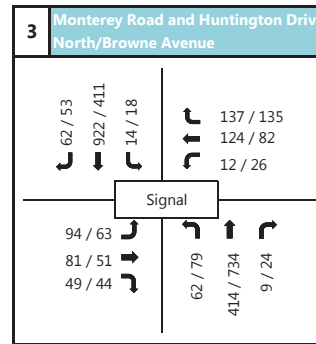 3
Monterey Road and Huntington Driv
North/Browne Avenue
62 / 53
922 / 411
14 / 18
137 / 135
124 / 82
12 / 26
Signal
94 / 63
81 / 51
49 / 44
62 / 79
414 / 734
9 / 24